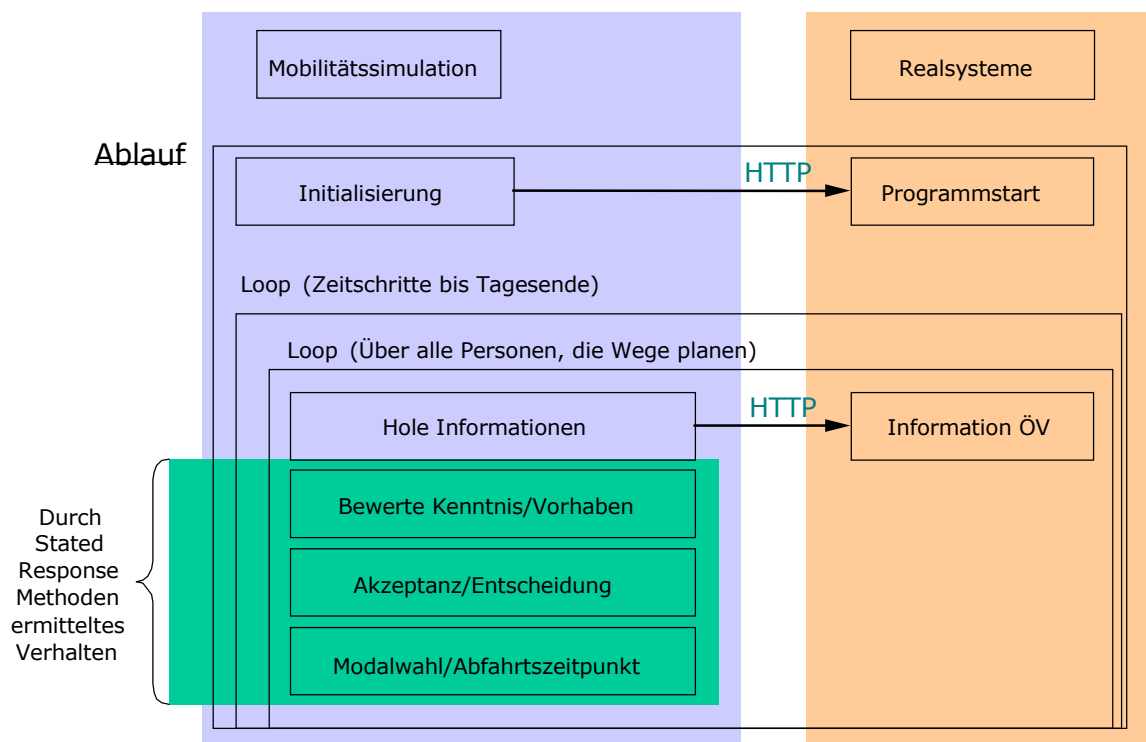 Mobilitätssimulation
Realsysteme
Ablauf
Initialisierung
HTTP
Programmstart
Loop (Zeitschritte bis Tagesende)
Loop (Über alle Personen, die Wege planen)
Hole Informationen
HTTP
Information ÖV
Durch
Stated
Response
Methoden
ermitteltes
Verhalten
Bewerte Kenntnis/Vorhaben
Akzeptanz/Entscheidung
Modalwahl/Abfahrtszeitpunkt